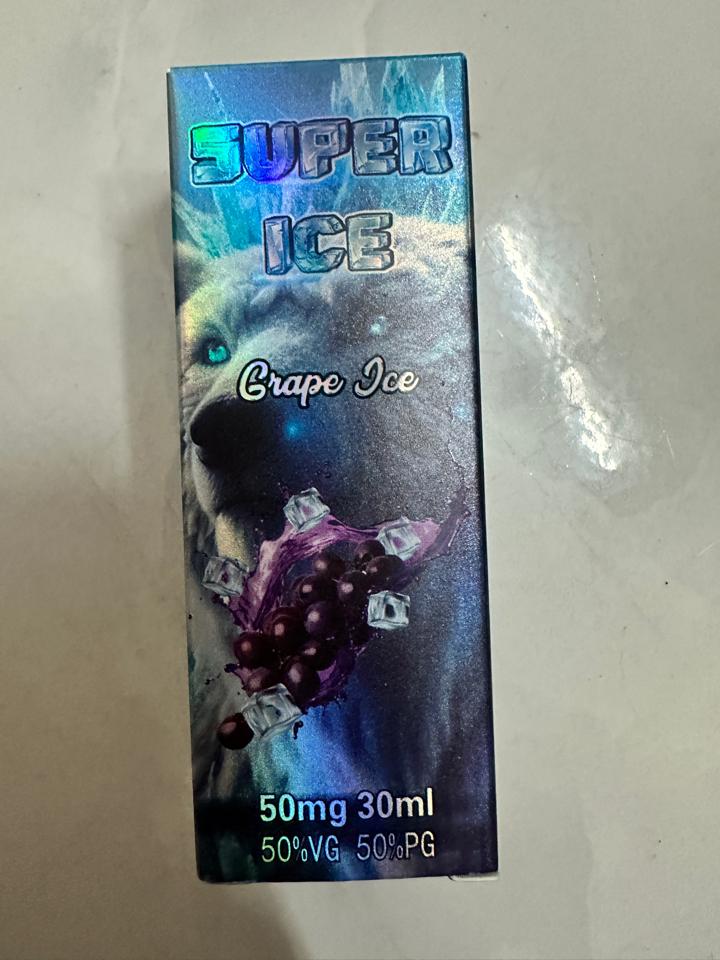 SUPER
ICE
Grape Ice
50mg 30ml
50%VG 50%PG